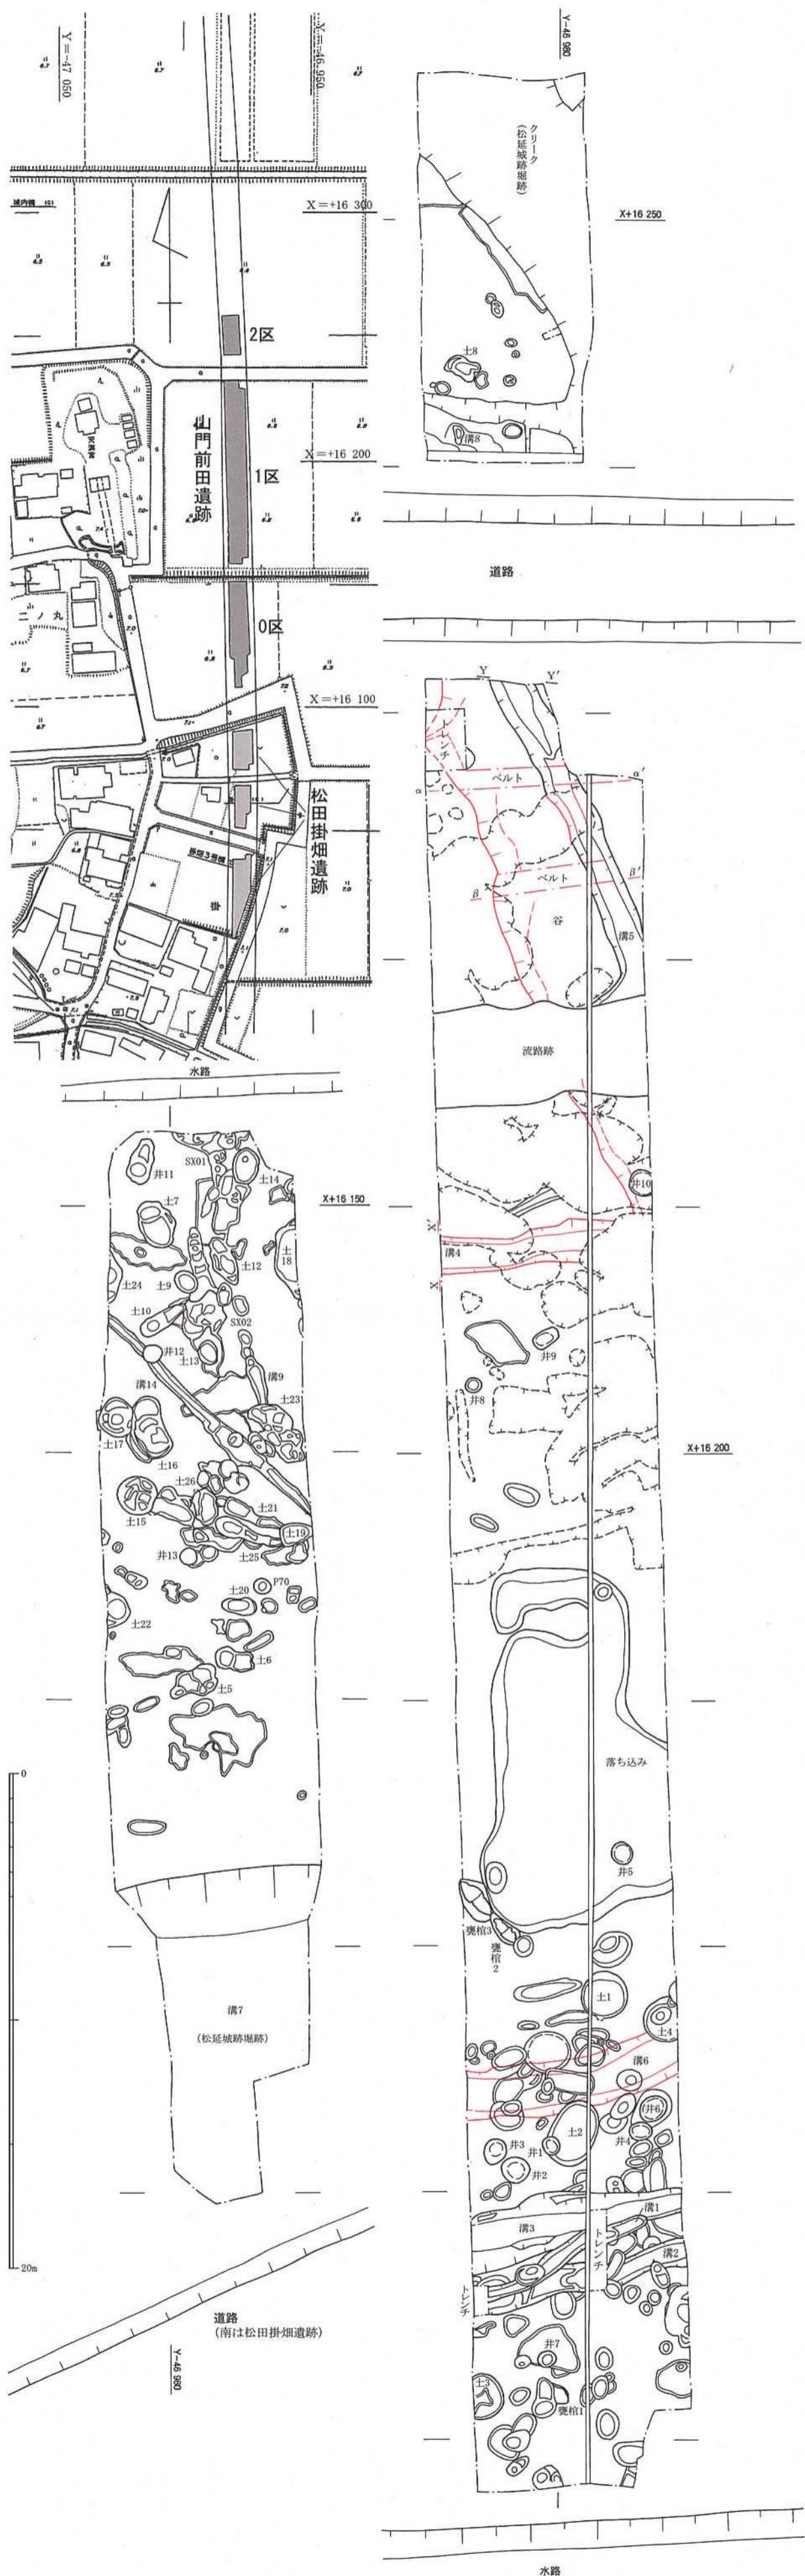 Y=-47 050
X=-46 950
城内橋
X=+16 300
2区
X=+16 200
山門前田遺跡
1区
天満宮
0区
二ノ丸
X=+16 100
松田掛畑遺跡
掛
水路
Y-46 980
クリーク
(松延城跡堀跡)
X+16 250
土8
溝8
道路
Y
Y'
トレンチ
ベルト
α
α'
ベルト
β
β'
谷
溝5
流路跡
井10
X'
溝4
X
井9
井8
X+16 200
落ち込み
井5
甕棺3
甕棺2
土1
土4
溝6
井6
土2
井3
井1
井4
井2
溝1
溝3
トレンチ
溝2
トレンチ
井7
土3
甕棺1
水路
SX01
井11
土14
土7
X+16 150
土12
土18
土24
土9
土10
SX02
井12
土13
溝9
溝14
土23
土17
土16
土26
土15
土21
土19
井13
土25
P70
土20
土22
土6
土5
0
溝7
(松延城跡堀跡)
20m
道路
(南は松田掛畑遺跡)
Y-46 980